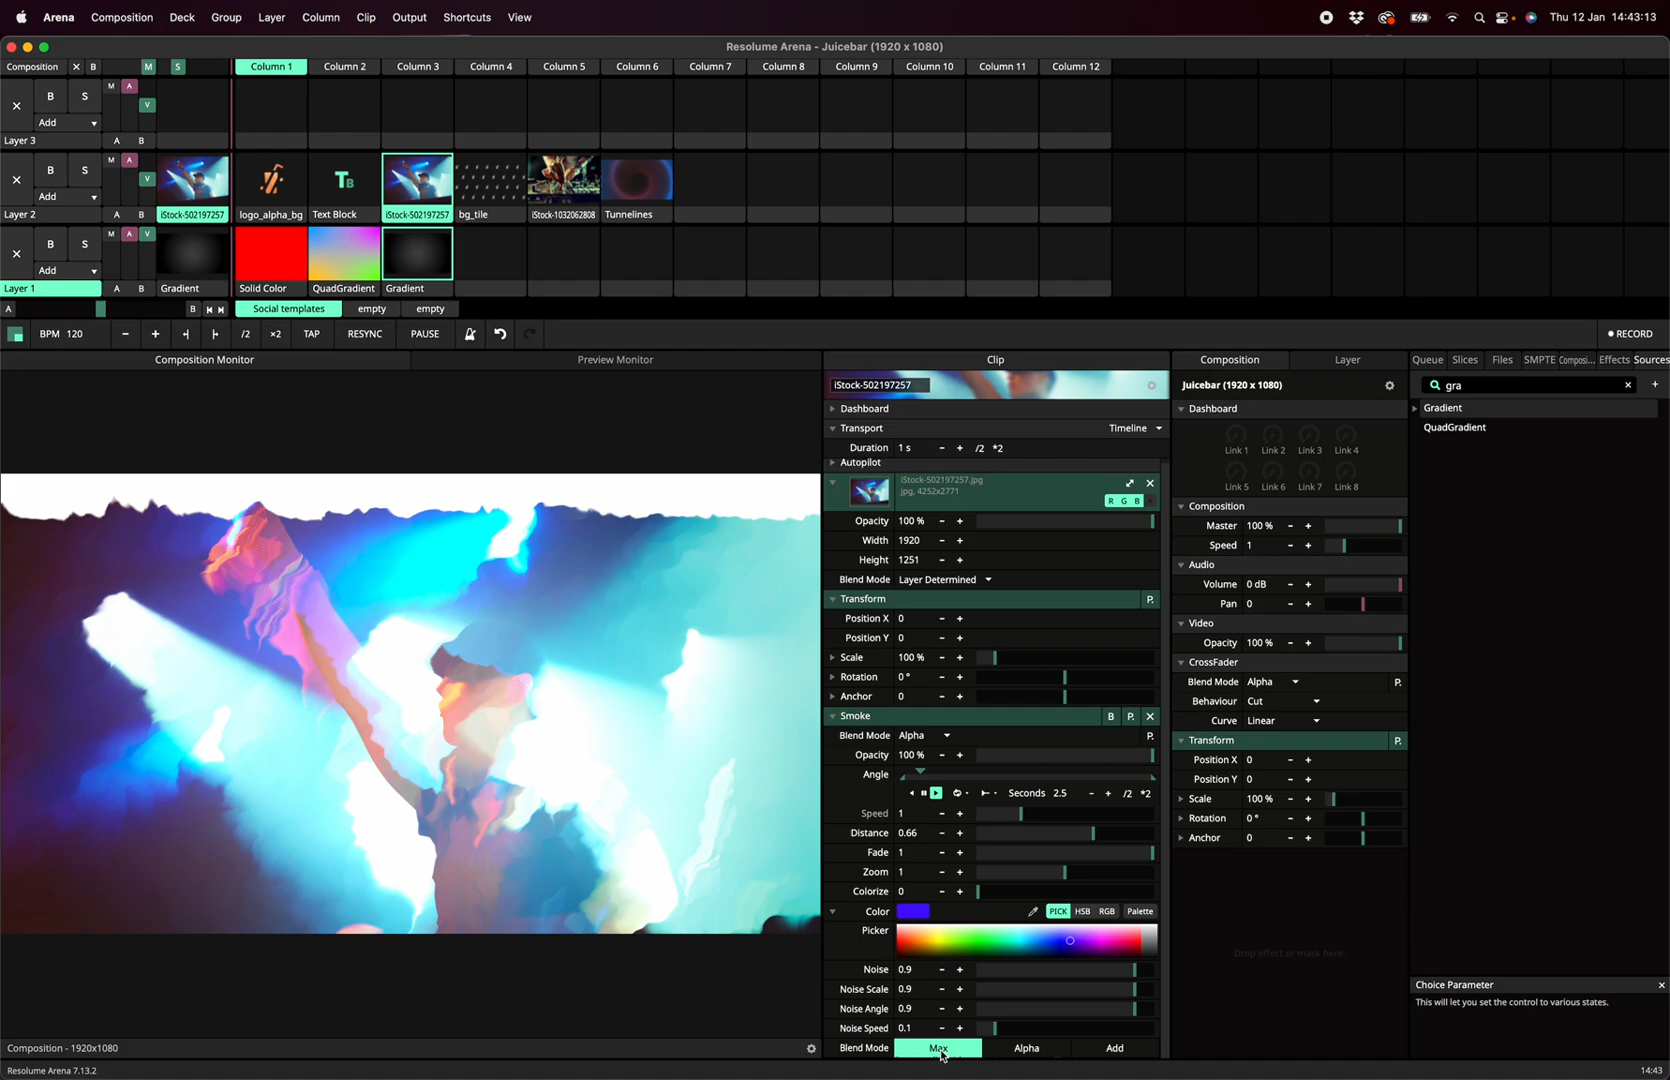 Arena Composition Deck Group Layer Column Clip Output Shortcuts View Thu 12 Jan 14:43:13
Resolume Arena - Juicebar (1920 x 1080)
Composition X B M S Column 1 Column 2 Column 3 Column 4 Column 5 Column 6 Column 7 Column 8 Column 9 Column 10 Column 11 Column 12
M A
X B S
V
Add
Layer 3 A B
M A
X B S V
TB
Add
Layer 2 A B iStock-502197257 logo_alpha_bg Text Block iStock-502197257 bg_tile iStock-1032062808 Tunnelines
M A V
X B S
Add
Layer 1 A B Gradient Solid Color QuadGradient Gradient
A B Social templates empty empty
BPM 120 - + /2 ×2 TAP RESYNC PAUSE RECORD
Composition Monitor Preview Monitor Clip Composition Layer Queue Slices Files SMPTE Composi... Effects Sources
iStock-502197257 Juicebar (1920 x 1080) gra × +
Dashboard Dashboard Gradient
Transport Timeline QuadGradient
Duration 1 s - + /2 *2 Link 1 Link 2 Link 3 Link 4
Autopilot
iStock-502197257.jpg
jpg, 4252x2771 Link 5 Link 6 Link 7 Link 8
R G B A
Composition
Opacity 100 % - + Master 100 % - +
Width 1920 - + Speed 1 - +
Height 1251 - + Audio
Blend Mode Layer Determined Volume 0 dB - +
Transform P. Pan 0 - +
Position X 0 - + Video
Position Y 0 - + Opacity 100 % - +
Scale 100 % - + CrossFader
Rotation 0 ° - + Blend Mode Alpha P.
Anchor 0 - + Behaviour Cut
Smoke B P. X Curve Linear
Blend Mode Alpha P. Transform P.
Opacity 100 % - + Position X 0 - +
Angle Position Y 0 - +
Seconds 2.5 - + /2 *2 Scale 100 % - +
Speed 1 - + Rotation 0 ° - +
Distance 0.66 - + Anchor 0 - +
Fade 1 - +
Zoom 1 - +
Colorize 0 - +
Color PICK HSB RGB Palette
Picker
Drop effect or mask here.
Noise 0.9 - +
Noise Scale 0.9 - + Choice Parameter ×
Noise Angle 0.9 - + This will let you set the control to various states.
Noise Speed 0.1 - +
Composition - 1920x1080 Blend Mode Max Alpha Add
Resolume Arena 7.13.2 14:43